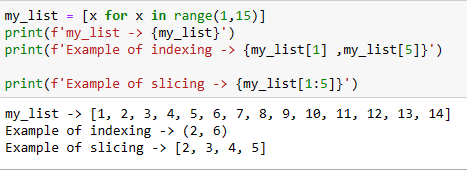 my_list = [x for x in range(1,15)]
print(f'my_list -> {my_list}')
print(f'Example of indexing -> {my_list[1] ,my_list[5]}')
print(f'Example of slicing -> {my_list[1:5]}')
my_list -> [1, 2, 3, 4, 5, 6, 7, 8, 9, 10, 11, 12, 13, 14]
Example of indexing -> (2, 6)
Example of slicing -> [2, 3, 4, 5]